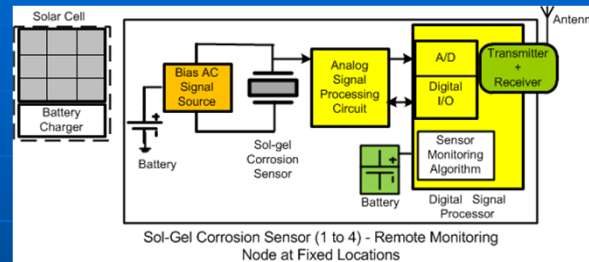 Solar Cell
Battery
Charger
Battery
Bias AC
Signal
Source
Sol-gel
Corrosion
Sensor
Analog
Signal
Processing
Circuit
A/D
Digital
I/O
Transmitter
+
Receiver
Antenn
+
Battery
Sensor
Monitoring
Algorithm
Digital Signal
Processor
Sol-Gel Corrosion Sensor (1 to 4) - Remote Monitoring
Node at Fixed Locations